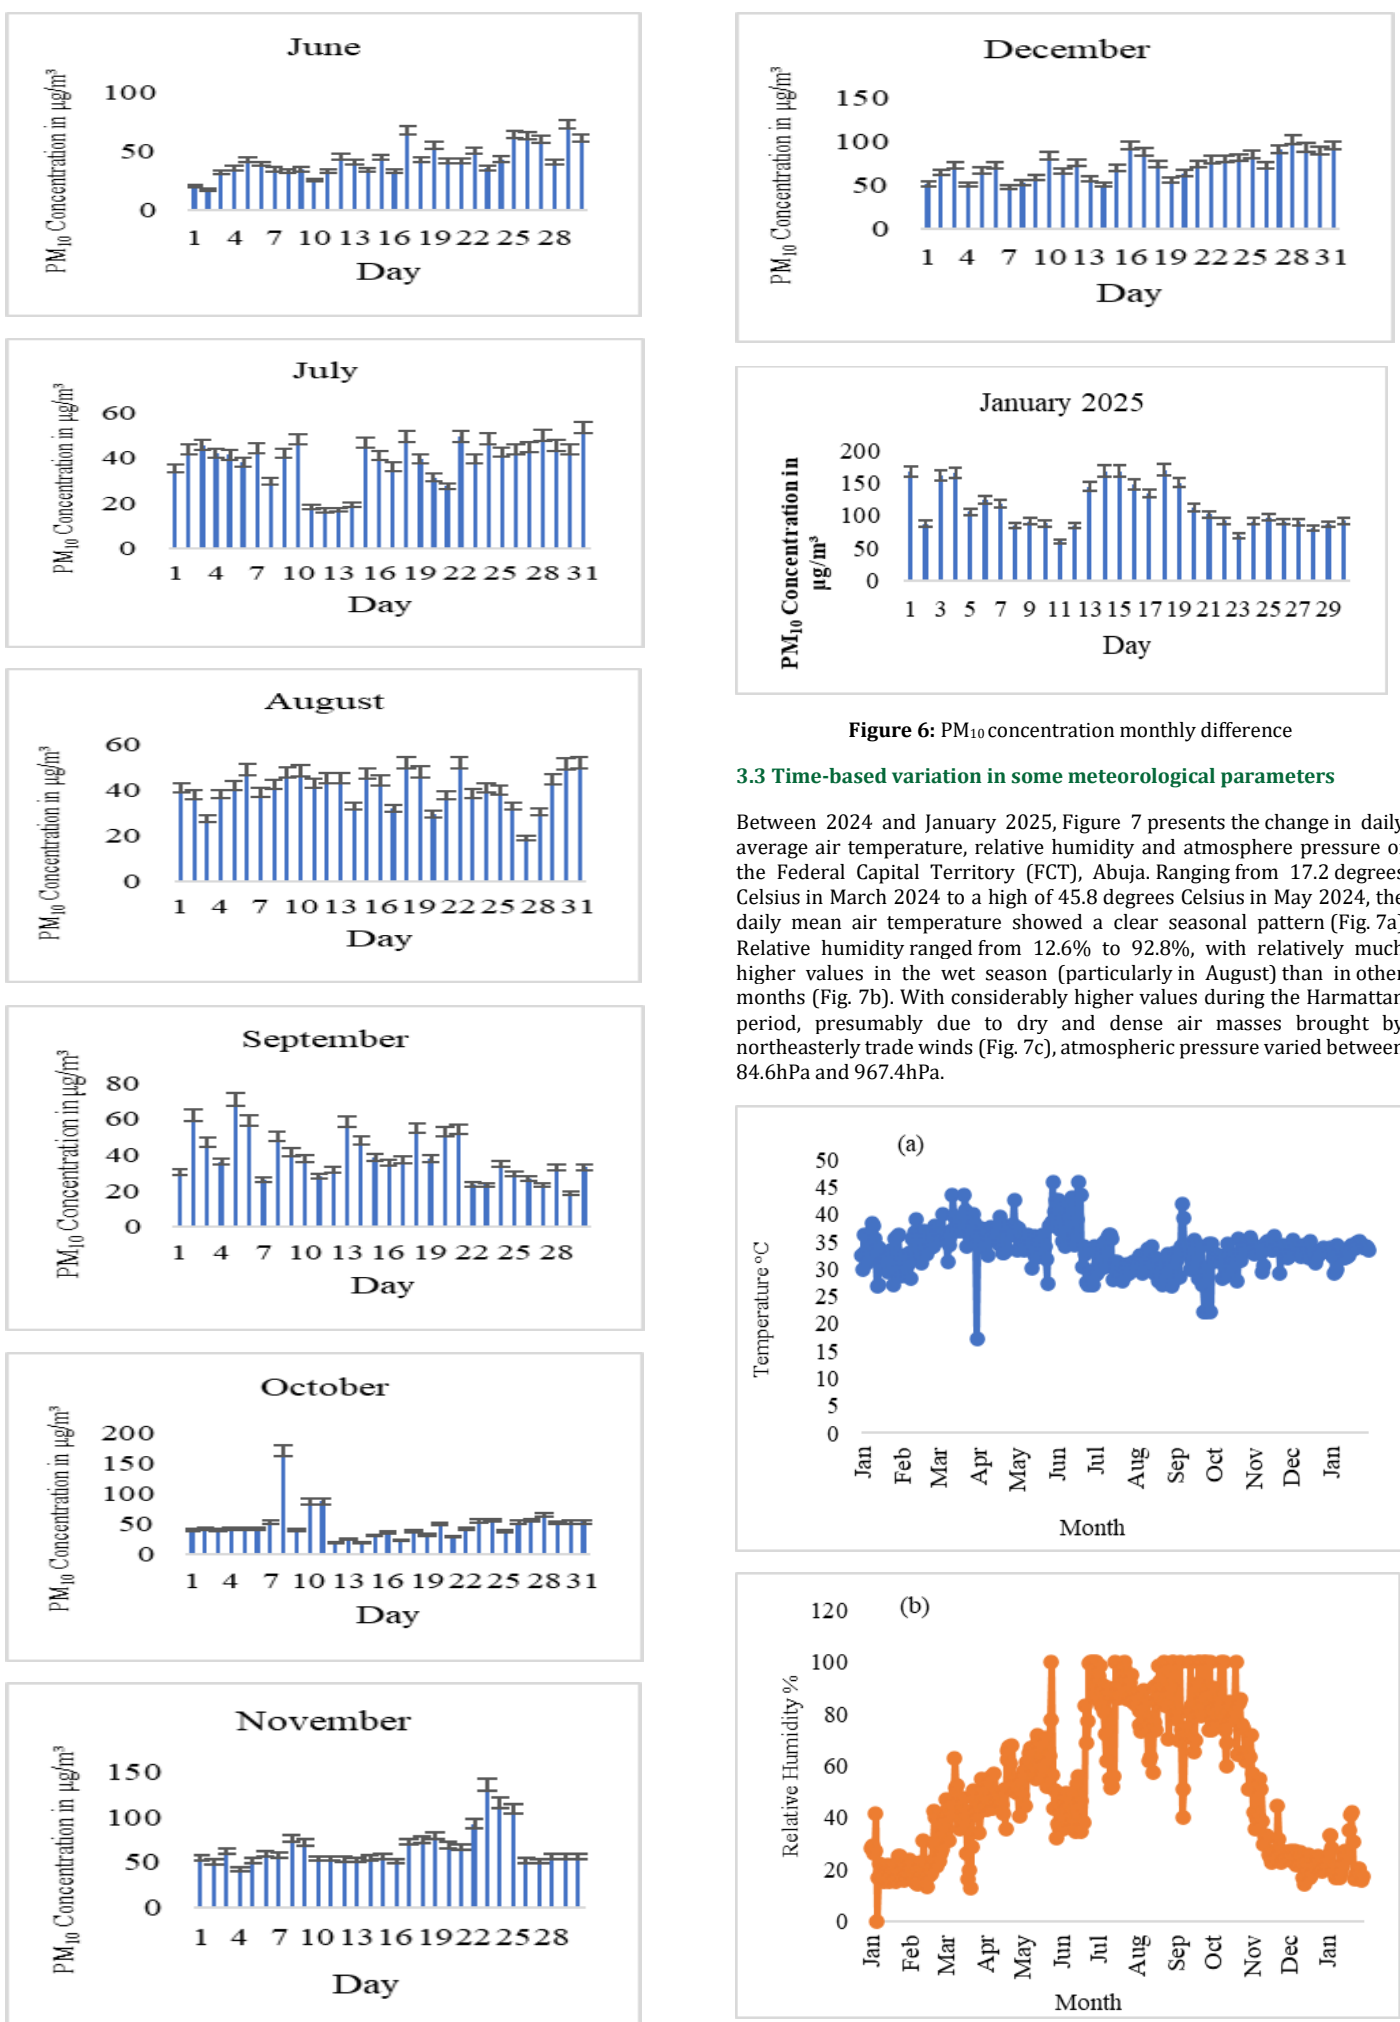 June
PM10 Concentration in µg/m³
100
50
0
1 4 7 10 13 16 19 22 25 28
Day
July
PM10 Concentration in µg/m³
60
40
20
0
1 4 7 10 13 16 19 22 25 28 31
Day
August
PM10 Concentration in µg/m³
60
40
20
0
1 4 7 10 13 16 19 22 25 28 31
Day
September
PM10 Concentration in µg/m³
80
60
40
20
0
1 4 7 10 13 16 19 22 25 28
Day
October
PM10 Concentration in µg/m³
200
150
100
50
0
1 4 7 10 13 16 19 22 25 28 31
Day
November
PM10 Concentration in µg/m³
150
100
50
0
1 4 7 10 13 16 19 22 25 28
Day
December
PM10 Concentration in µg/m³
150
100
50
0
1 4 7 10 13 16 19 22 25 28 31
Day
January 2025
PM10 Concentration in
µg/m³
200
150
100
50
0
1 3 5 7 9 11 13 15 17 19 21 23 25 27 29
Day
Figure 6: PM10 concentration monthly difference
3.3 Time-based variation in some meteorological parameters
Between 2024 and January 2025, Figure 7 presents the change in daily
average air temperature, relative humidity and atmosphere pressure o
the Federal Capital Territory (FCT), Abuja. Ranging from 17.2 degrees
Celsius in March 2024 to a high of 45.8 degrees Celsius in May 2024, the
daily mean air temperature showed a clear seasonal pattern (Fig. 7a)
Relative humidity ranged from 12.6% to 92.8%, with relatively much
higher values in the wet season (particularly in August) than in other
months (Fig. 7b). With considerably higher values during the Harmattan
period, presumably due to dry and dense air masses brought by
northeasterly trade winds (Fig. 7c), atmospheric pressure varied between
84.6hPa and 967.4hPa.
(a)
Temperature °C
50
45
40
35
30
25
20
15
10
5
0
Jan Feb Mar Apr May Jun Jul Aug Sep Oct Nov Dec Jan
Month
(b)
Relative Humidity %
120
100
80
60
40
20
0
Jan Feb Mar Apr May Jun Jul Aug Sep Oct Nov Dec Jan
Month